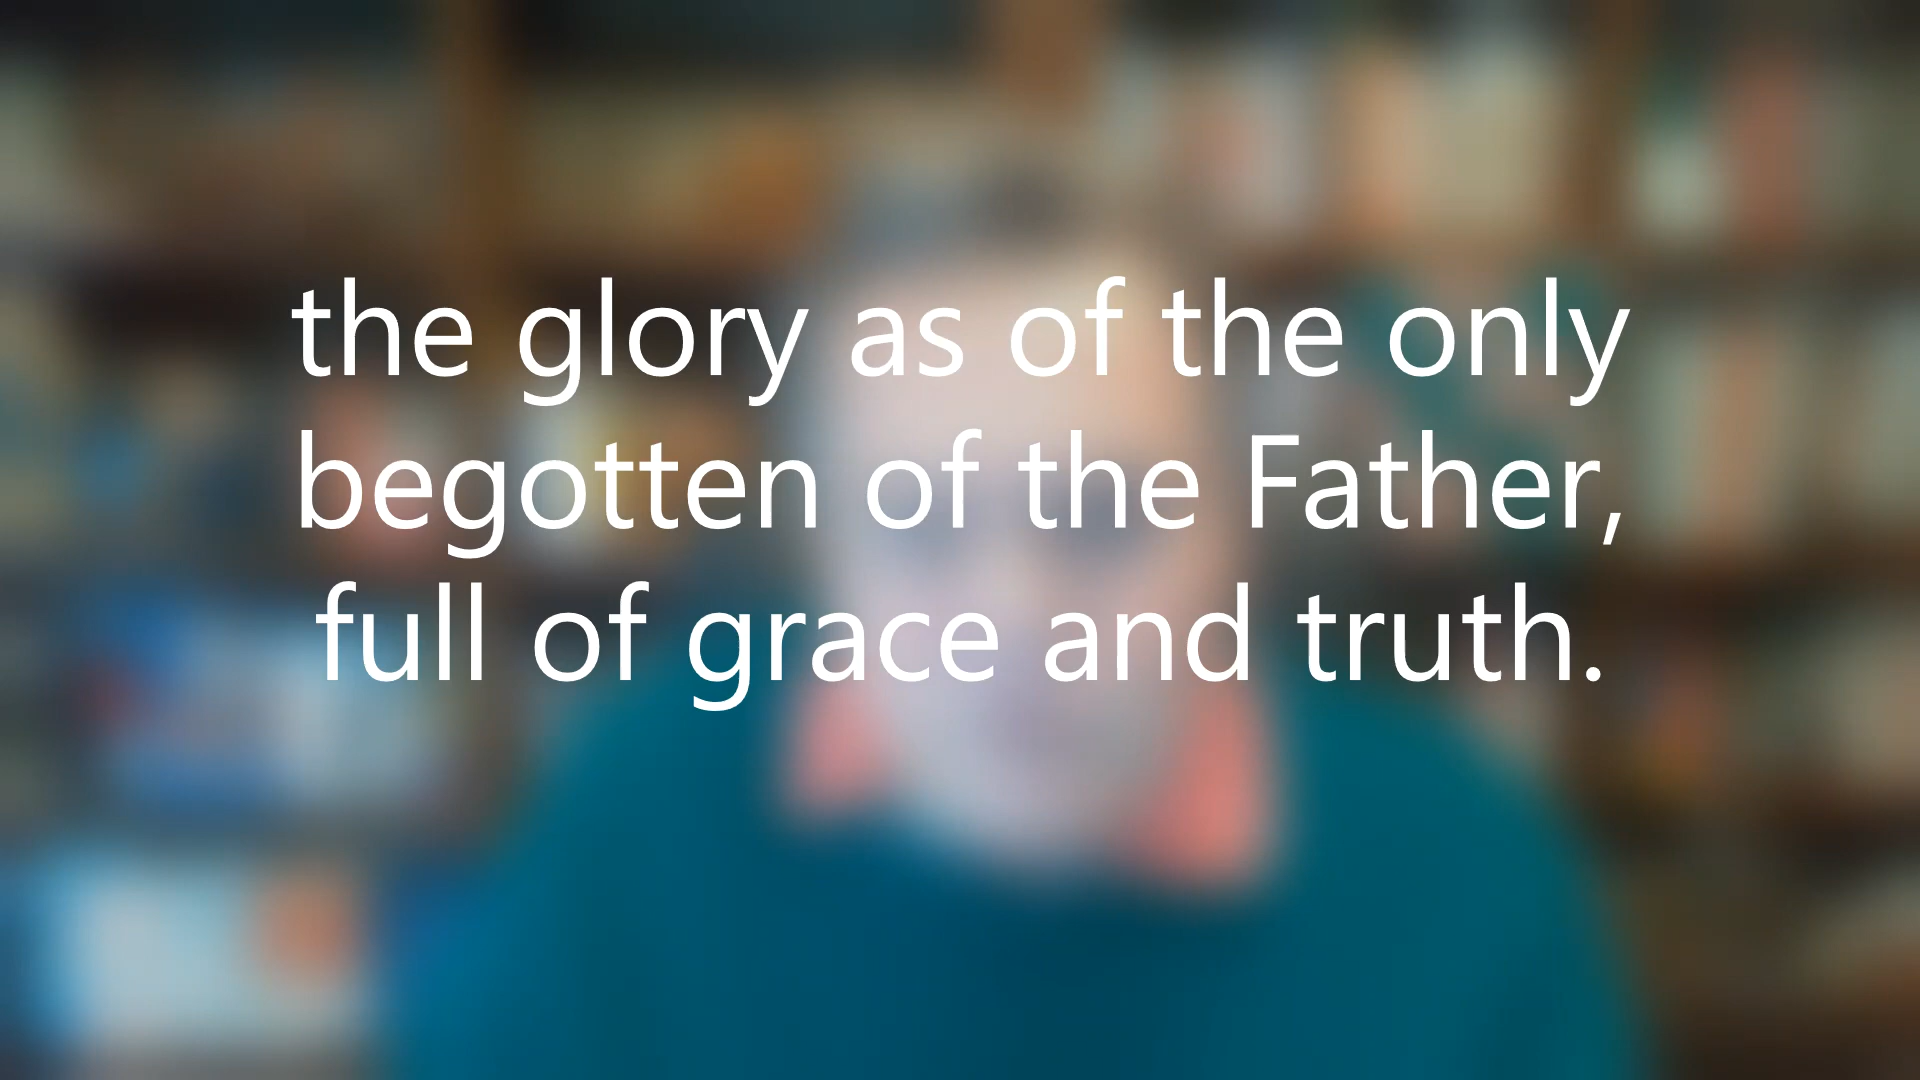 the glory as of the only
begotten of the Father,
full of grace and truth.